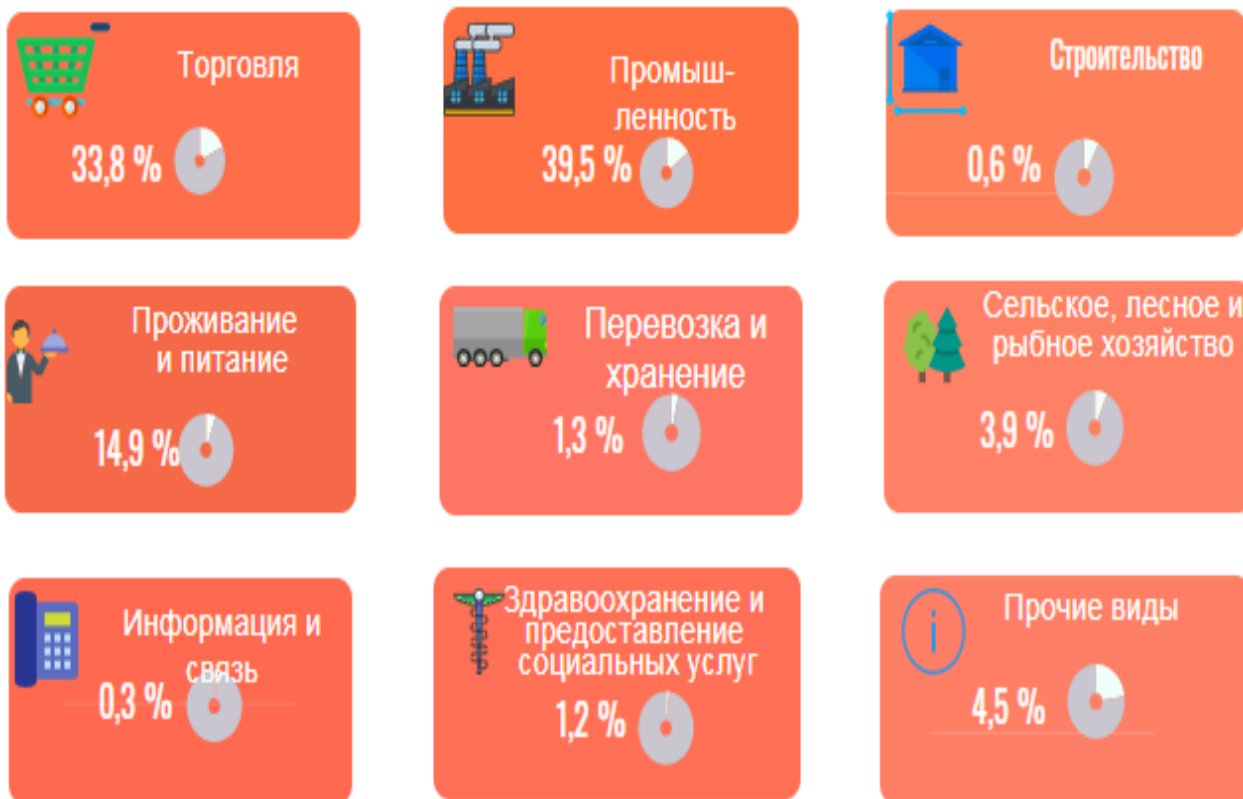 Торговля
33,8 %
Промыш-
ленность
39,5 %
Строительство
0,6 %
Проживание
и питание
14,9 %
Перевозка и
хранение
1,3 %
Сельское, лесное и
рыбное хозяйство
3,9 %
Информация и
связь
0,3 %
Здравоохранение и
предоставление
социальных услуг
1,2 %
i
Прочие виды
4,5 %